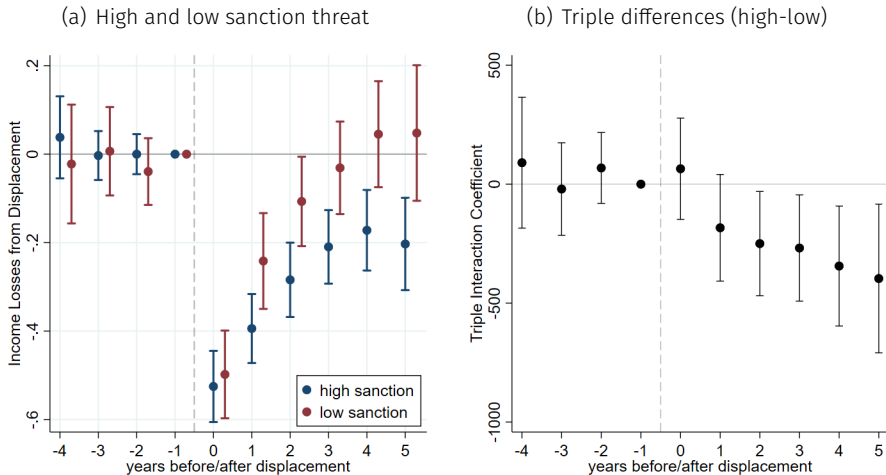 (a) High and low sanction threat
Income Losses from Displacement
.2
0
-.2
-.4
-.6
high sanction
low sanction
-4 -3 -2 -1 0 1 2 3 4 5
years before/after displacement
(b) Triple differences (high-low)
Triple Interaction Coefficient
500
0
-500
-1000
-4 -3 -2 -1 0 1 2 3 4 5
years before/after displacement